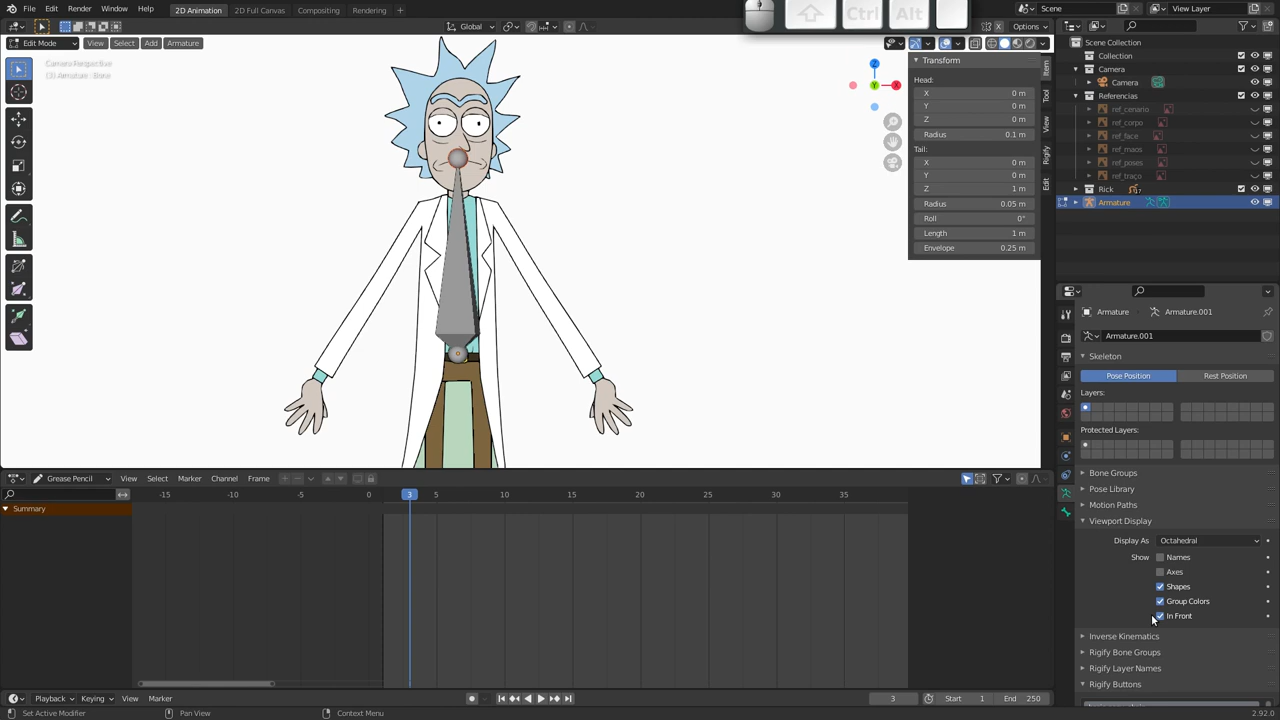 File Edit Render Window Help 2D Animation 2D Full Canvas Compositing Rendering + Scene View Layer
Ctrl Alt
Global Options
Edit Mode View Select Add Armature
Camera Perspective
(3) Armature : Bone
Z
Y X
Transform
Head:
X 0 m
Y 0 m
Z 0 m
Radius 0.1 m
Tail:
X 0 m
Y 0 m
Z 1 m
Radius 0.05 m
Roll 0°
Length 1 m
Envelope 0.25 m
Item
Tool
View
Rigify
Edit
Scene Collection
Collection
Camera
Camera
Referencias
ref_cenario
ref_corpo
ref_face
ref_maos
ref_poses
ref_traço
Rick
Armature
Armature Armature.001
Armature.001
Skeleton
Pose Position Rest Position
Layers:
Protected Layers:
Bone Groups
Pose Library
Motion Paths
Viewport Display
Display As Octahedral
Show Names
Axes
Shapes
Group Colors
In Front
Inverse Kinematics
Rigify Bone Groups
Rigify Layer Names
Rigify Buttons
Grease Pencil View Select Marker Channel Frame
-15 -10 -5 0 3 5 10 15 20 25 30 35
Summary
Playback Keying View Marker 3 Start 1 End 250
Set Active Modifier Pan View Context Menu 2.92.0